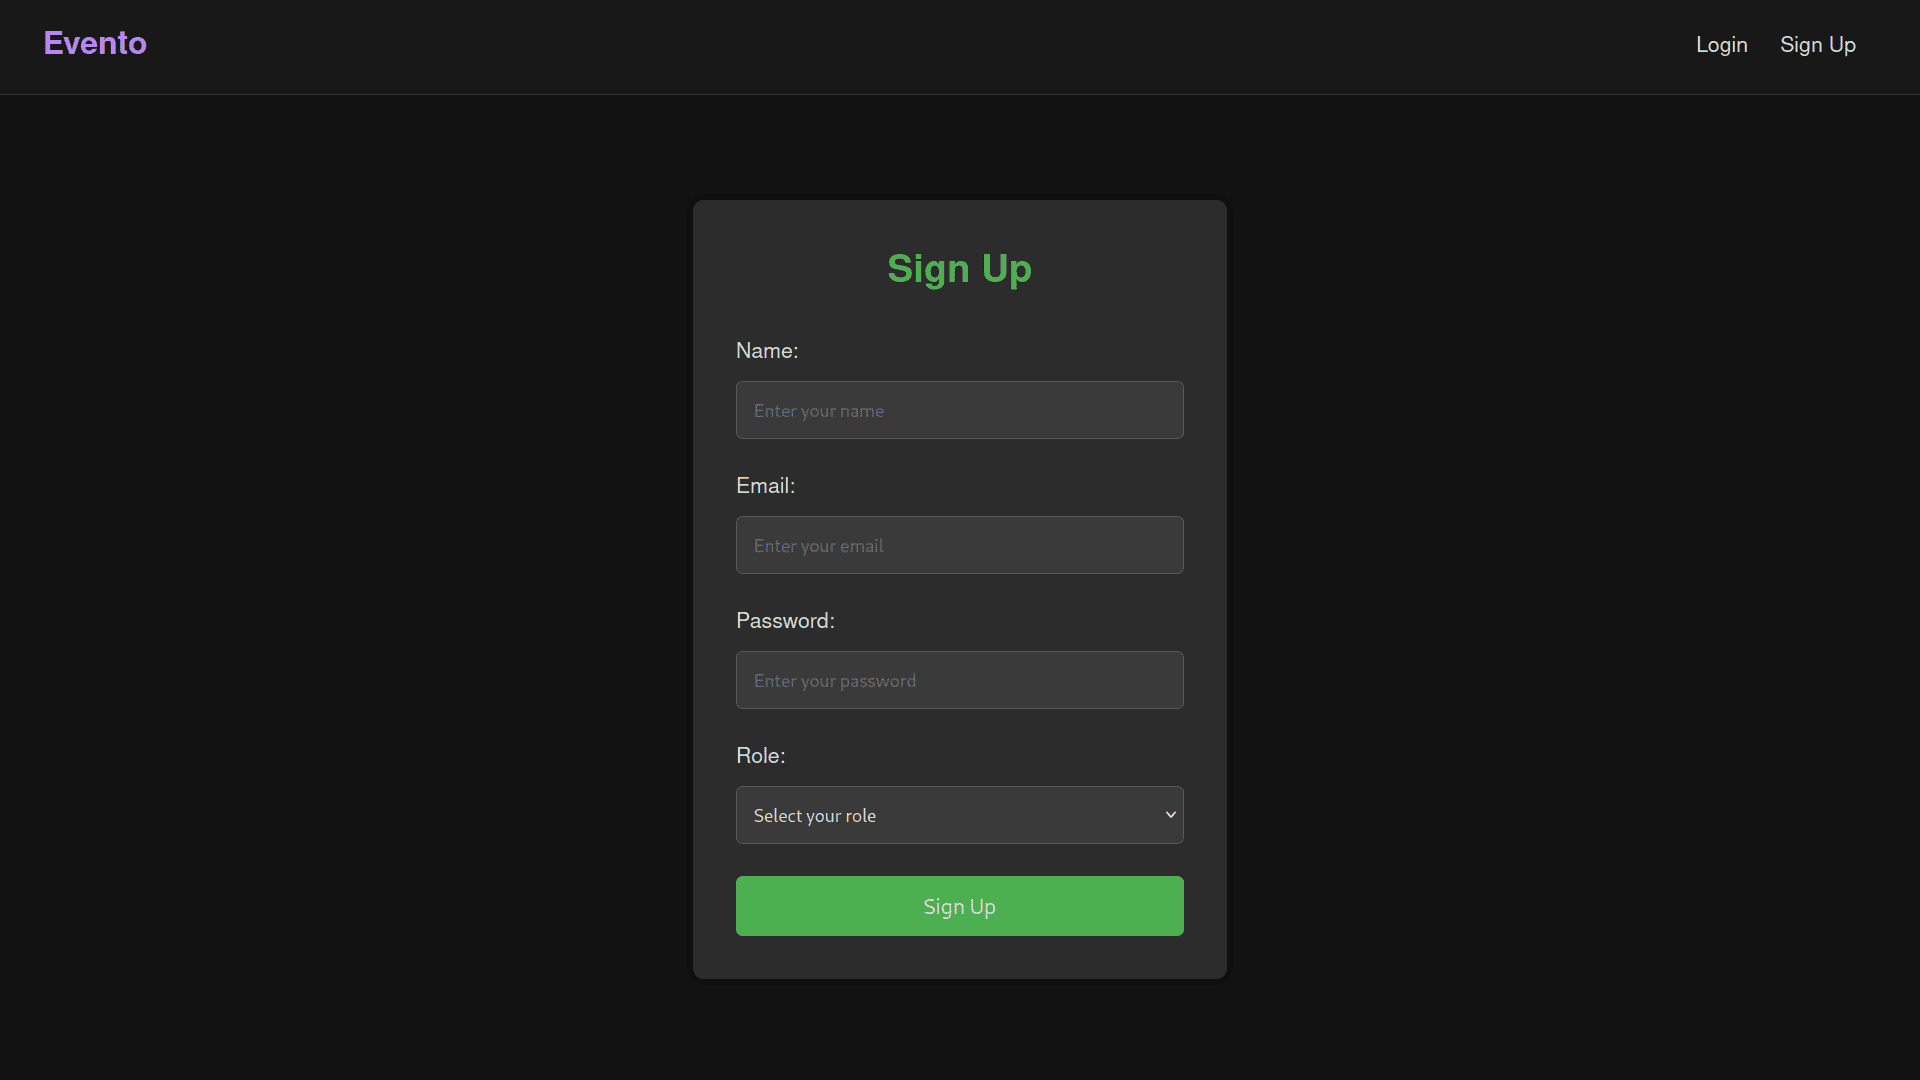 Evento
Login
Sign Up
Sign Up
Name:
Enter your name
Email:
Enter your email
Password:
Enter your password
Role:
Select your role
Sign Up